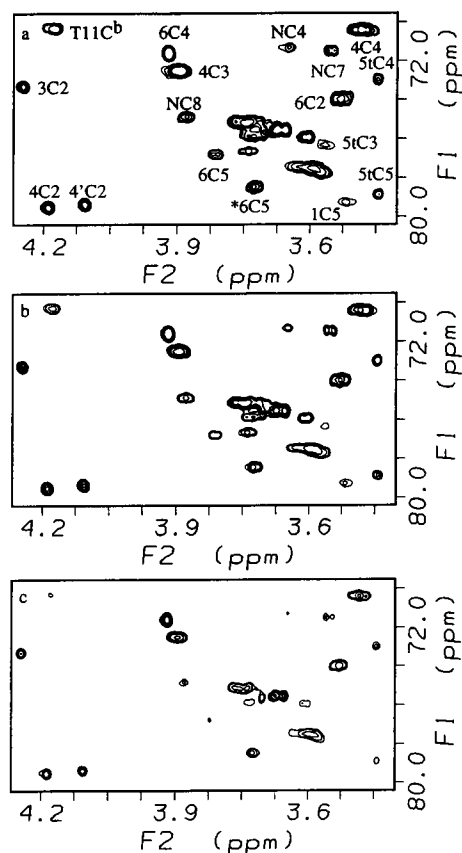 a
T11Cᵇ
6C4
NC4
4C4
5tC4
72.0
3C2
4C3
NC7
NC8
6C2
F1 (ppm)
5tC3
6C5
5tC5
4C2
4'C2
*6C5
1C5
80.0
4.2
3.9
3.6
F2 (ppm)
b
72.0
F1 (ppm)
80.0
4.2
3.9
3.6
F2 (ppm)
c
72.0
F1 (ppm)
80.0
4.2
3.9
3.6
F2 (ppm)